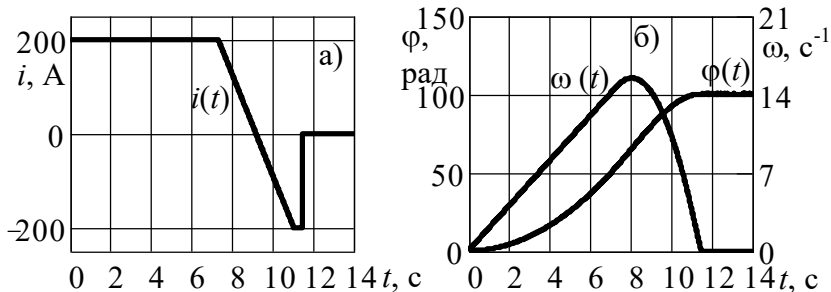 200
i, А
0
-200
а)
i(t)
0 2 4 6 8 10 12 14 t, с
150
φ,
рад
100
50
0
б)
ω (t)
φ(t)
21
ω, с-1
14
7
0
0 2 4 6 8 10 12 14 t, с